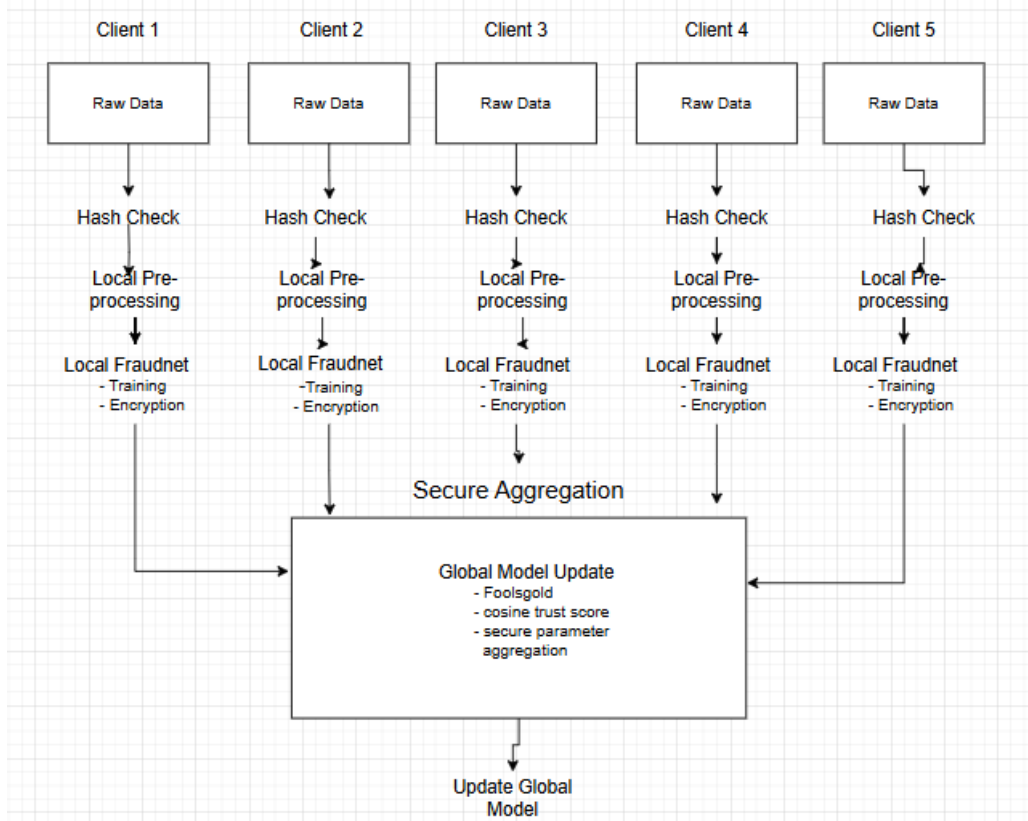 Client 1
Client 2
Client 3
Client 4
Client 5
Raw Data
Raw Data
Raw Data
Raw Data
Raw Data
Hash Check
Hash Check
Hash Check
Hash Check
Hash Check
Local Pre-
processing
Local Pre-
processing
Local Pre-
processing
Local Pre-
processing
Local Pre-
processing
Local Fraudnet
- Training
- Encryption
Local Fraudnet
-Training
- Encryption
Local Fraudnet
- Training
- Encryption
Local Fraudnet
- Training
- Encryption
Local Fraudnet
- Training
- Encryption
Secure Aggregation
Global Model Update
- Foolsgold
- cosine trust score
- secure parameter
aggregation
Update Global
Model